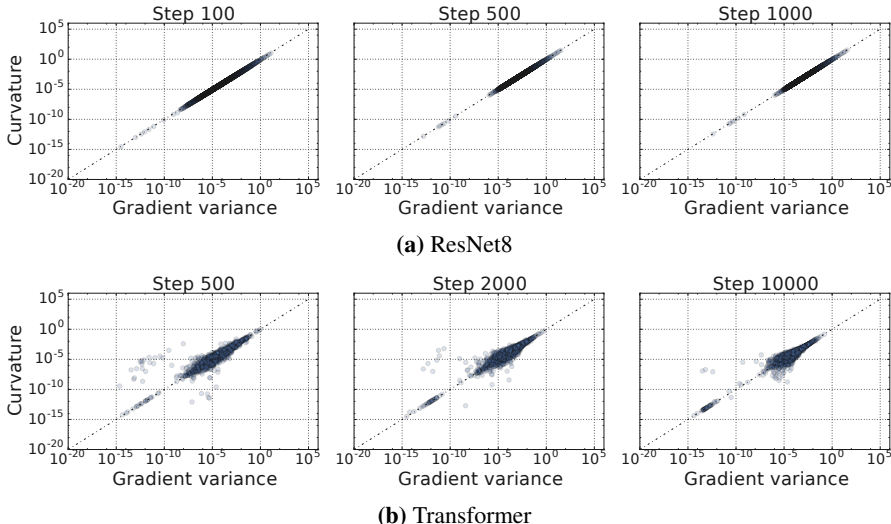 Step 100 Step 500 Step 1000
Curvature
10^5
10^0
10^-5
10^-10
10^-15
10^-20
10^-20 10^-15 10^-10 10^-5 10^0 10^5 10^-20 10^-15 10^-10 10^-5 10^0 10^5 10^-20 10^-15 10^-10 10^-5 10^0 10^5
Gradient variance Gradient variance Gradient variance
(a) ResNet8
Step 500 Step 2000 Step 10000
Curvature
10^5
10^0
10^-5
10^-10
10^-15
10^-20
10^-20 10^-15 10^-10 10^-5 10^0 10^5 10^-20 10^-15 10^-10 10^-5 10^0 10^5 10^-20 10^-15 10^-10 10^-5 10^0 10^5
Gradient variance Gradient variance Gradient variance
(b) Transformer